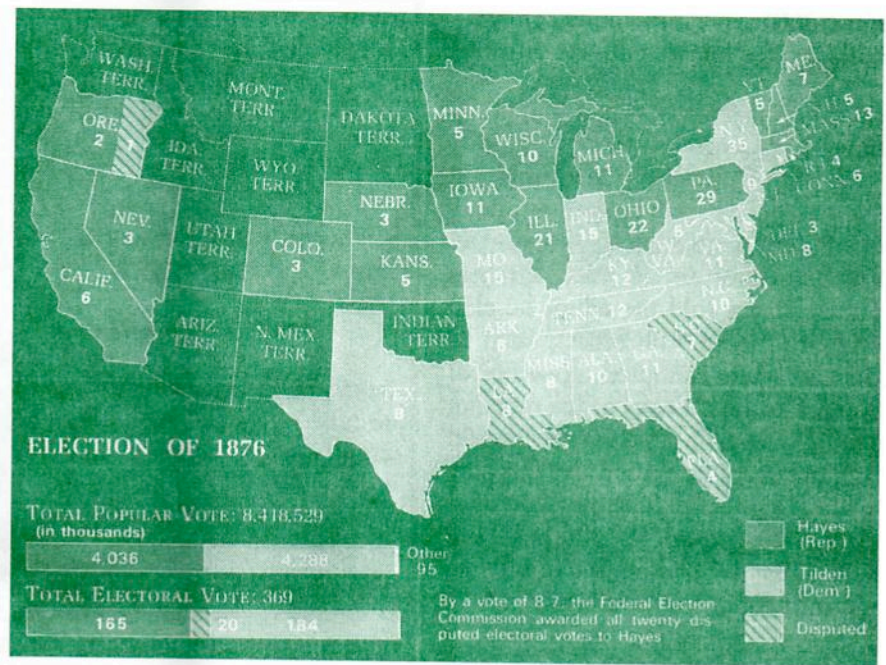 WASH.
TERR.
MONT.
TERR.
DAKOTA
TERR.
MINN.
5
VT.
5
ME.
7
N.H. 5
MASS 13
ORE.
2
1
IDA.
TERR.
WYO.
TERR.
WISC.
10
MICH
11
N.Y.
35
R.I. 4
CONN. 6
NEV.
3
UTAH
TERR.
NEBR.
3
IOWA
11
ILL.
21
IND.
15
OHIO
22
PA.
29
9
DEL. 3
MD. 8
CALIF.
6
COLO.
3
KANS.
5
MO.
15
KY.
12
W.
VA.
5
VA.
11
ARIZ.
TERR.
N. MEX
TERR.
INDIAN
TERR.
ARK.
6
TENN. 12
N.C.
10
S.C.
7
TEX.
8
LA.
8
MISS.
8
ALA.
10
GA.
11
FLA.
4
ELECTION OF 1876
TOTAL POPULAR VOTE: 8,418,529
(in thousands)
4,036 4,288 Other
95
TOTAL ELECTORAL VOTE: 369
165 20 184
By a vote of 8-7, the Federal Election
Commission awarded all twenty dis-
puted electoral votes to Hayes
Hayes
(Rep.)
Tilden
(Dem.)
Disputed